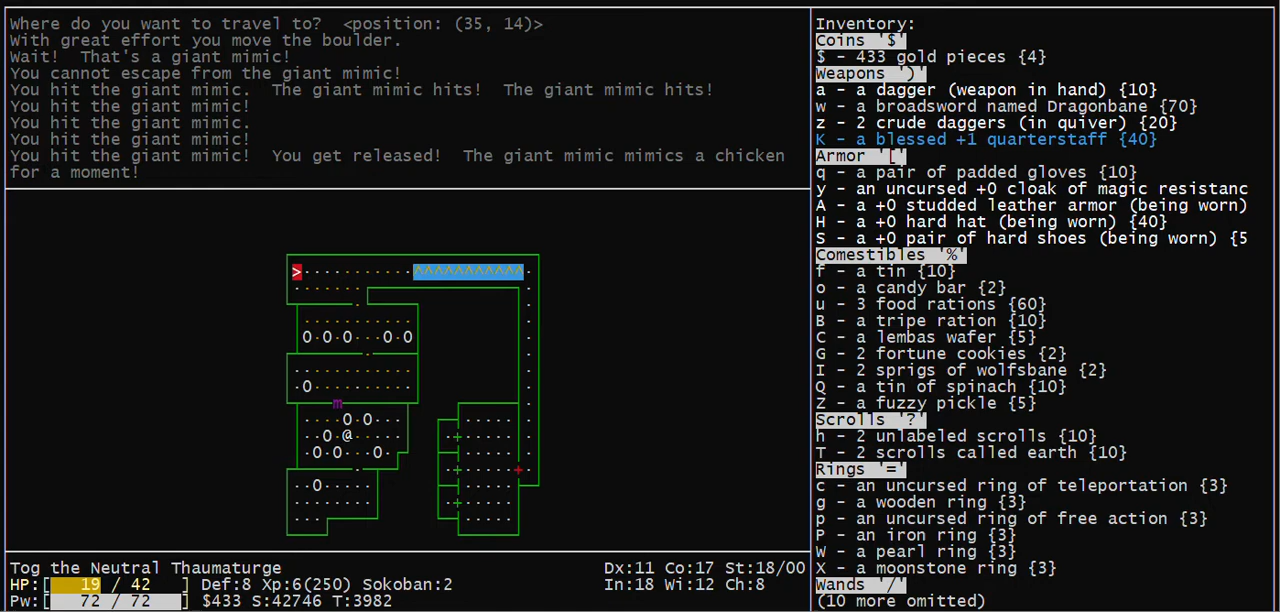 Where do you want to travel to?  <position: (35, 14)>
With great effort you move the boulder.
Wait!  That's a giant mimic!
You cannot escape from the giant mimic!
You hit the giant mimic.  The giant mimic hits!  The giant mimic hits!
You hit the giant mimic!
You hit the giant mimic.
You hit the giant mimic!
You hit the giant mimic!  You get released!  The giant mimic mimics a chicken
for a moment!
>···········^^^^^^^^^^^·
·······
·
···········
O·O·O···O·O
·
············
·O··········
m
····O·O···
··O·@·····
·O·O···O··
·
··O·····
········
···
·····
·+·····
·····
·+·····+·
·····
·+·····
·····
Tog the Neutral Thaumaturge
Dx:11 Co:17 St:18/00
HP:[ 19 / 42 ] Def:8 Xp:6(250) Sokoban:2
In:18 Wi:12 Ch:8
Pw:[ 72 / 72 ] $433 S:42746 T:3982
Inventory:
Coins '$'
$ - 433 gold pieces {4}
Weapons ')'
a - a dagger (weapon in hand) {10}
w - a broadsword named Dragonbane {70}
z - 2 crude daggers (in quiver) {20}
K - a blessed +1 quarterstaff {40}
Armor '['
q - a pair of padded gloves {10}
y - an uncursed +0 cloak of magic resistanc
A - a +0 studded leather armor (being worn)
H - a +0 hard hat (being worn) {40}
S - a +0 pair of hard shoes (being worn) {5
Comestibles '%'
f - a tin {10}
o - a candy bar {2}
u - 3 food rations {60}
B - a tripe ration {10}
C - a lembas wafer {5}
G - 2 fortune cookies {2}
I - 2 sprigs of wolfsbane {2}
Q - a tin of spinach {10}
Z - a fuzzy pickle {5}
Scrolls '?'
h - 2 unlabeled scrolls {10}
T - 2 scrolls called earth {10}
Rings '='
c - an uncursed ring of teleportation {3}
g - a wooden ring {3}
p - an uncursed ring of free action {3}
P - an iron ring {3}
W - a pearl ring {3}
X - a moonstone ring {3}
Wands '/'
(10 more omitted)